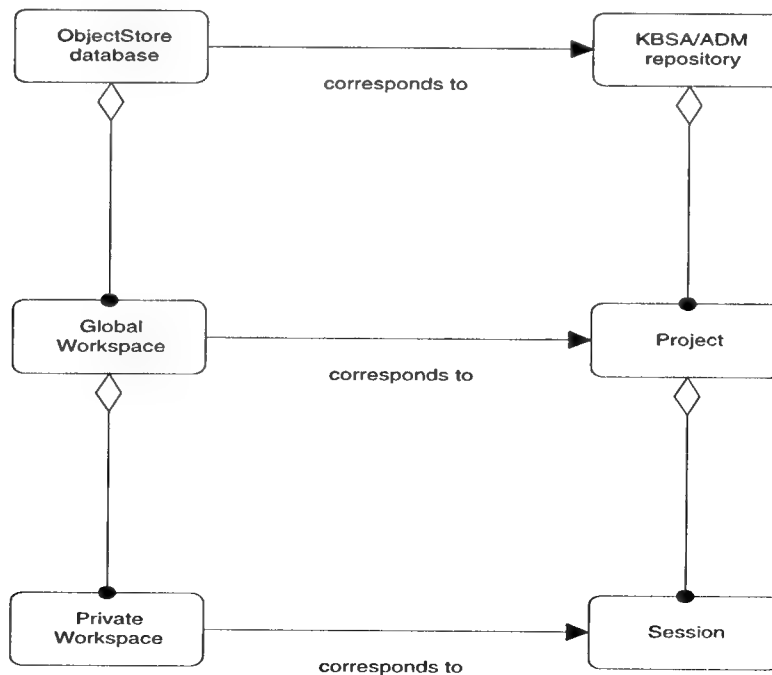 ObjectStore
database
KBSA/ADM
repository
corresponds to
Global
Workspace
Project
corresponds to
Private
Workspace
Session
corresponds to